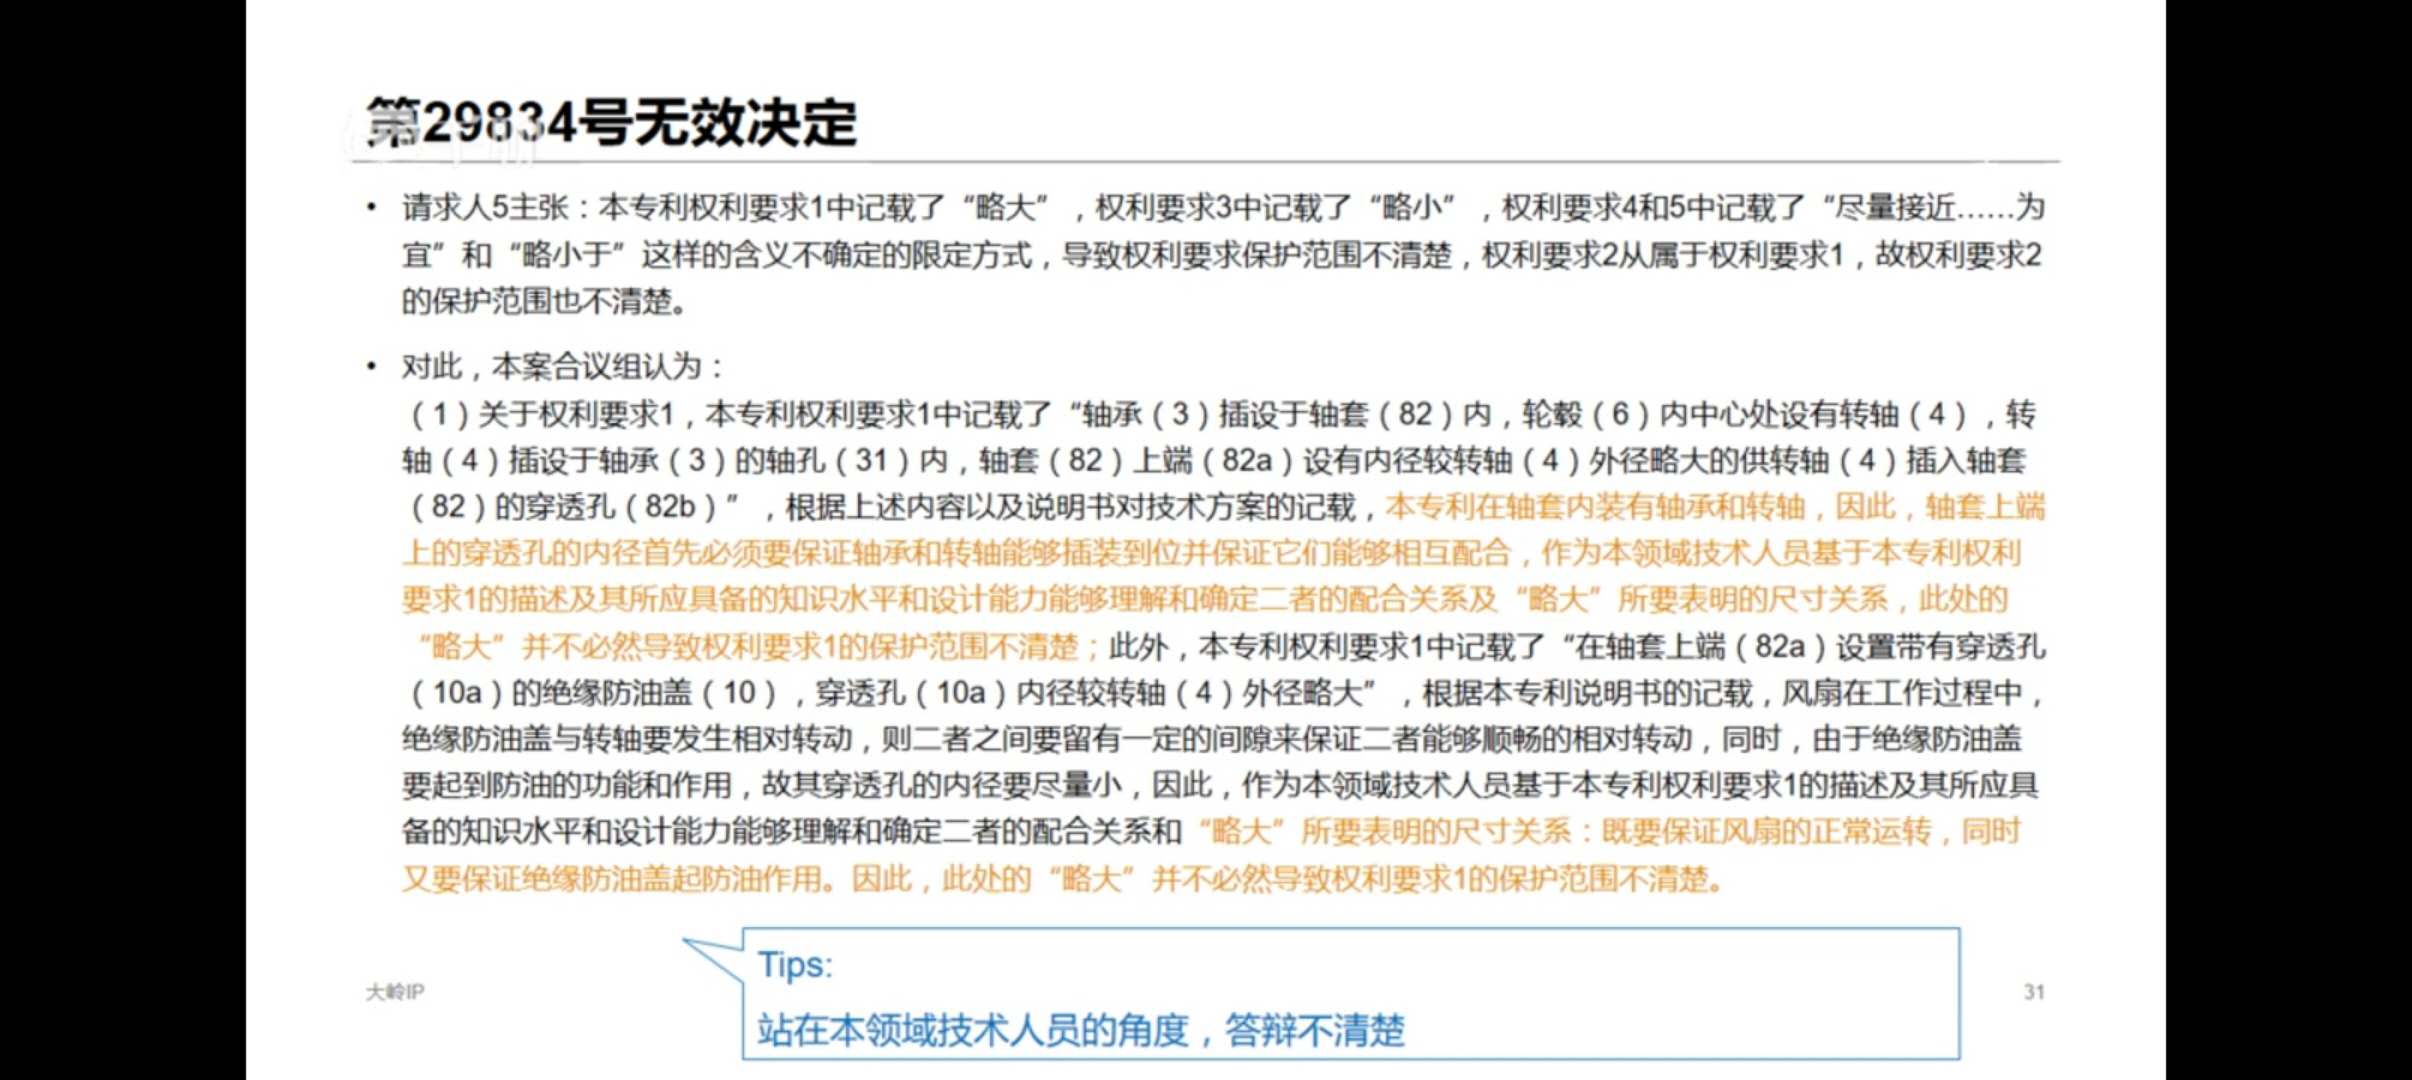 第29834号无效决定
• 请求人5主张：本专利权利要求1中记载了“略大”，权利要求3中记载了“略小”，权利要求4和5中记载了“尽量接近……为
宜”和“略小于”这样的含义不确定的限定方式，导致权利要求保护范围不清楚，权利要求2从属于权利要求1，故权利要求2
的保护范围也不清楚。
• 对此，本案合议组认为：
（1）关于权利要求1，本专利权利要求1中记载了“轴承（3）插设于轴套（82）内，轮毂（6）内中心处设有转轴（4），转
轴（4）插设于轴承（3）的轴孔（31）内，轴套（82）上端（82a）设有内径较转轴（4）外径略大的供转轴（4）插入轴套
（82）的穿透孔（82b）”，根据上述内容以及说明书对技术方案的记载，本专利在轴套内装有轴承和转轴，因此，轴套上端
上的穿透孔的内径首先必须要保证轴承和转轴能够插装到位并保证它们能够相互配合，作为本领域技术人员基于本专利权利
要求1的描述及其所应具备的知识水平和设计能力能够理解和确定二者的配合关系及“略大”所要表明的尺寸关系，此处的
“略大”并不必然导致权利要求1的保护范围不清楚；此外，本专利权利要求1中记载了“在轴套上端（82a）设置带有穿透孔
（10a）的绝缘防油盖（10），穿透孔（10a）内径较转轴（4）外径略大”，根据本专利说明书的记载，风扇在工作过程中，
绝缘防油盖与转轴要发生相对转动，则二者之间要留有一定的间隙来保证二者能够顺畅的相对转动，同时，由于绝缘防油盖
要起到防油的功能和作用，故其穿透孔的内径要尽量小，因此，作为本领域技术人员基于本专利权利要求1的描述及其所应具
备的知识水平和设计能力能够理解和确定二者的配合关系和“略大”所要表明的尺寸关系：既要保证风扇的正常运转，同时
又要保证绝缘防油盖起防油作用。因此，此处的“略大”并不必然导致权利要求1的保护范围不清楚。
Tips:
站在本领域技术人员的角度，答辩不清楚
大岭IP
31